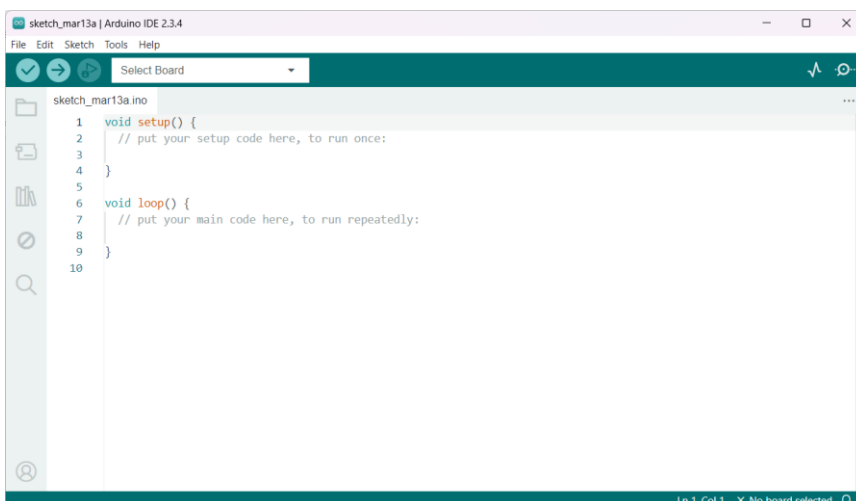 sketch_mar13a | Arduino IDE 2.3.4
File Edit Sketch Tools Help
Select Board
sketch_mar13a.ino
1 void setup() {
2 // put your setup code here, to run once:
3
4 }
5
6 void loop() {
7 // put your main code here, to run repeatedly:
8
9 }
10
Ln 1, Col 1 X No board selected